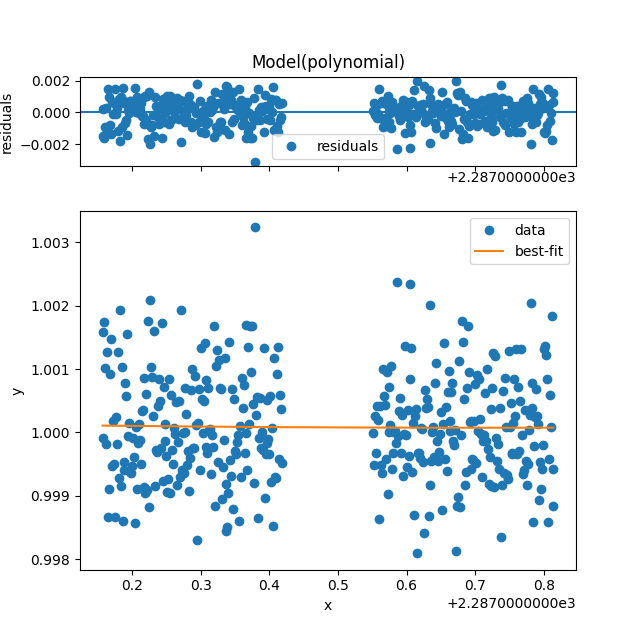 Model(polynomial)
0.002
0.000
−0.002
residuals
residuals
+2.2870000000e3
1.003
1.002
1.001
1.000
0.999
0.998
y
data
best-fit
0.2
0.3
0.4
0.5
0.6
0.7
0.8
x
+2.2870000000e3